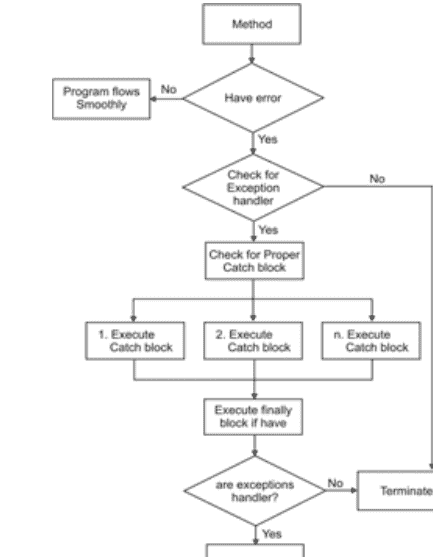 Method
Have error
No
Program flows
Smoothly
Yes
Check for
Exception
handler
No
Yes
Check for Proper
Catch block
1. Execute
Catch block
2. Execute
Catch block
n. Execute
Catch block
Execute finally
block if have
are exceptions
handler?
No
Terminate
Yes